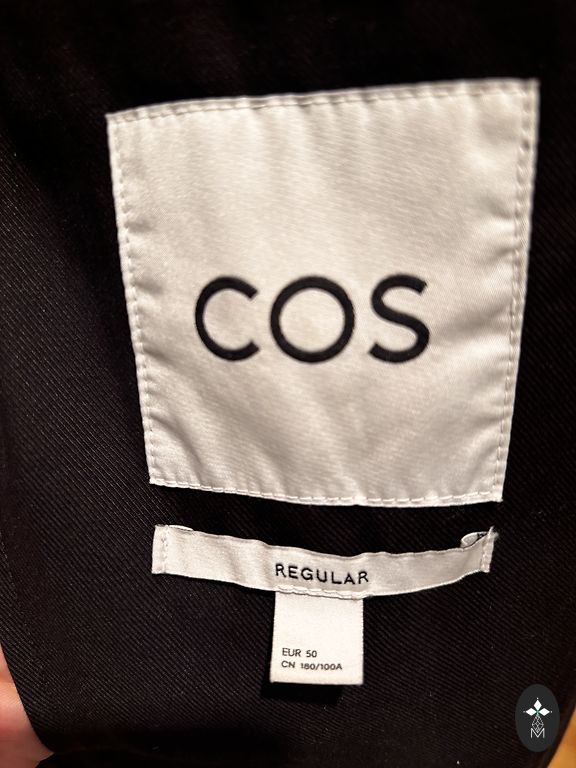 COS
REGULAR
EUR 50
CN 180/100A